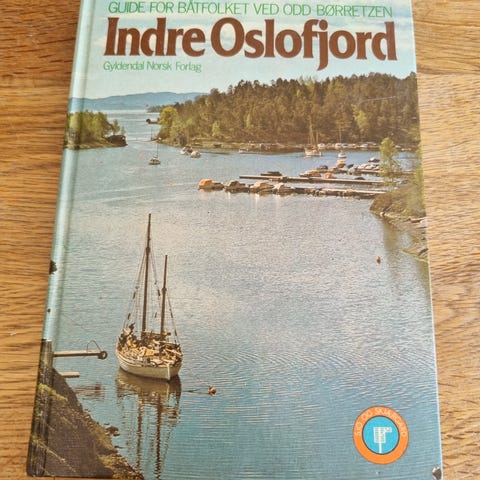 GUIDE FOR BÅTFOLKET VED ODD BØRRETZEN
Indre Oslofjord
Gyldendal Norsk Forlag